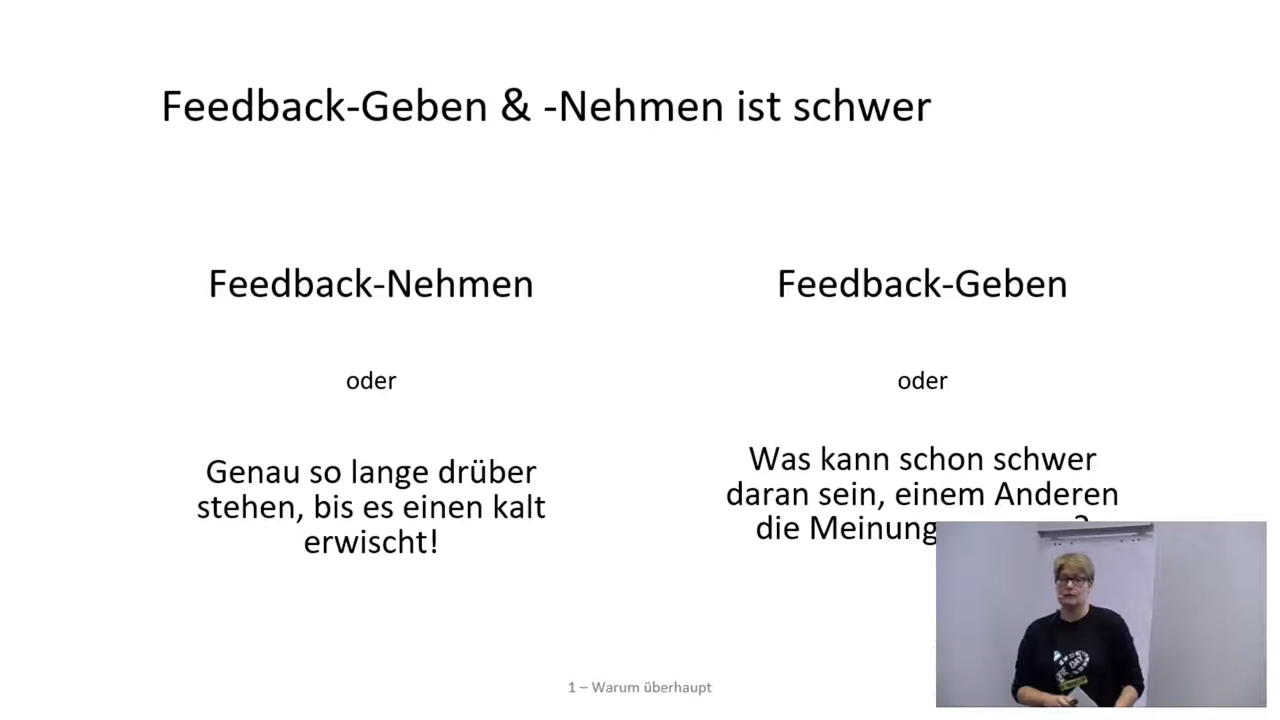 Feedback-Geben & -Nehmen ist schwer
Feedback-Nehmen
oder
Genau so lange drüber
stehen, bis es einen kalt
erwischt!
Feedback-Geben
oder
Was kann schon schwer
daran sein, einem Anderen
die Meinung
1 – Warum überhaupt